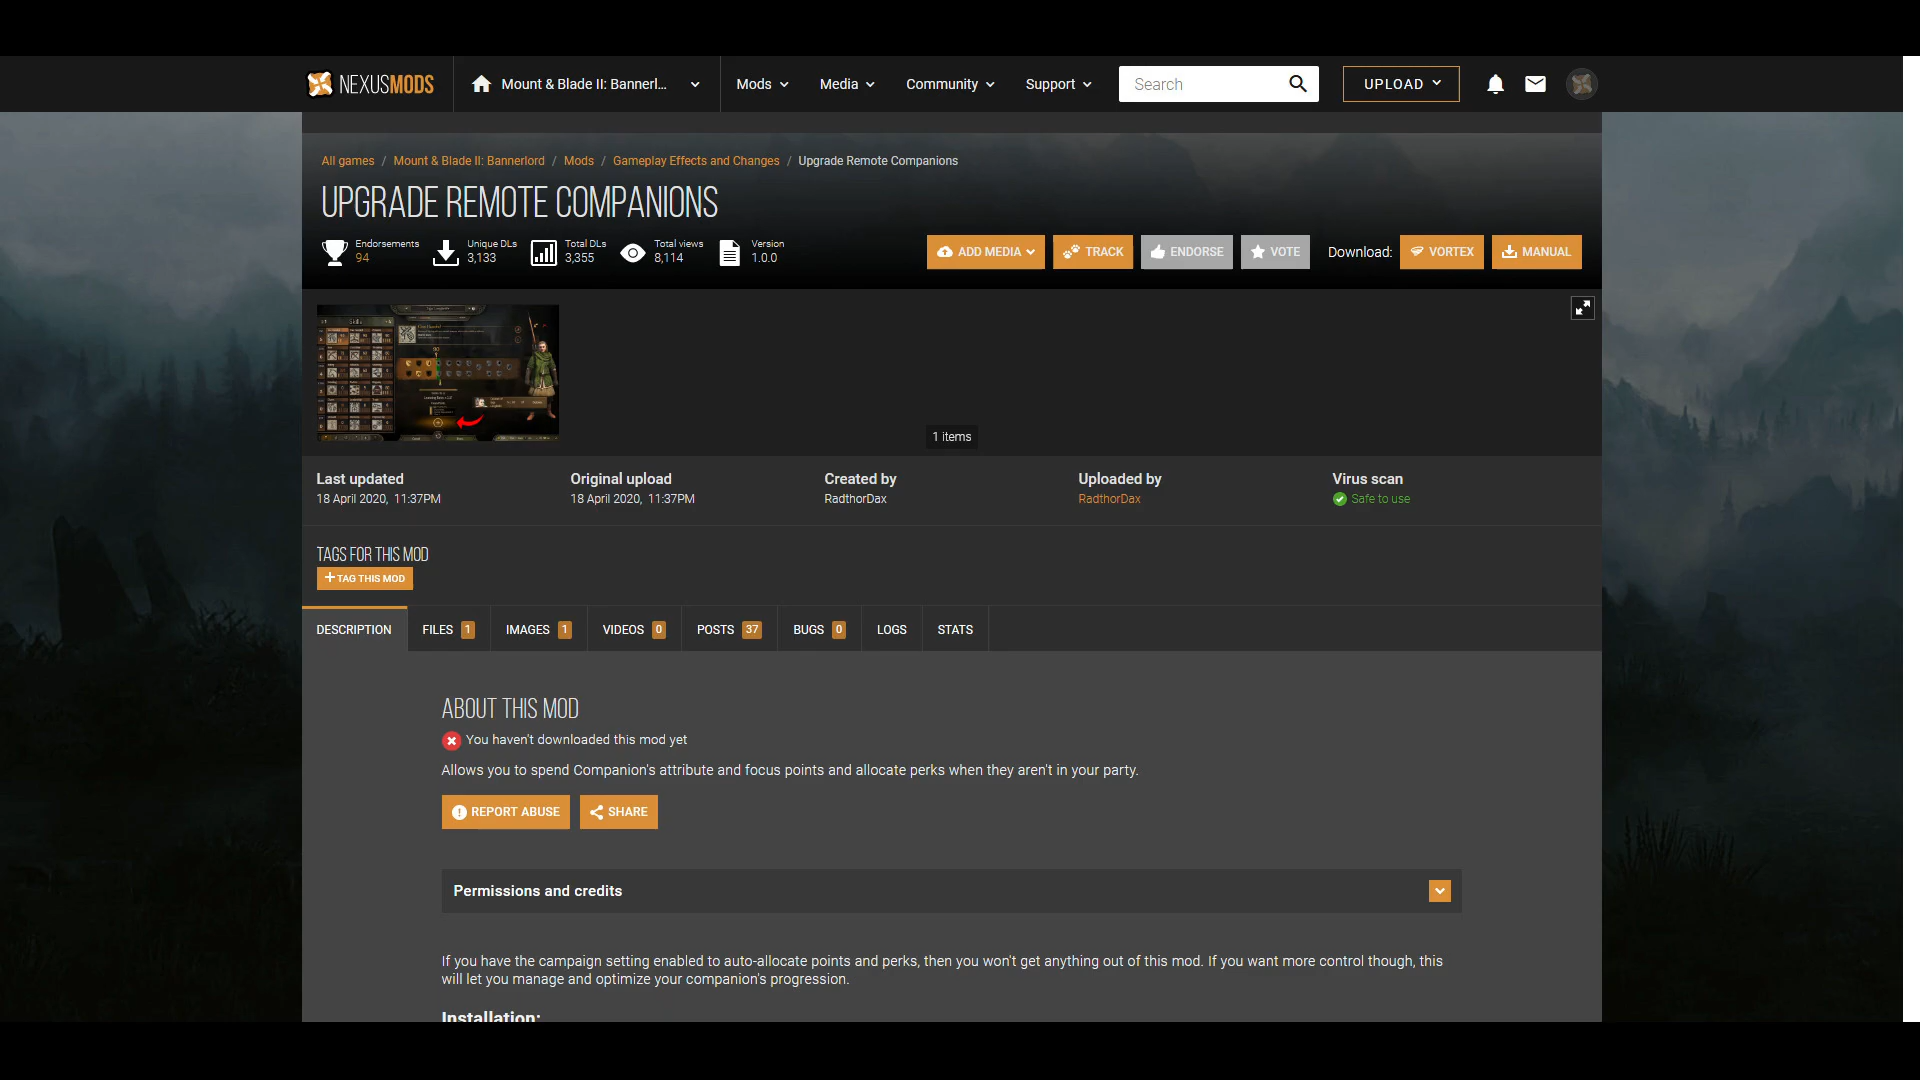 NEXUSMODS
Mount & Blade II: Bannerl...
Mods
Media
Community
Support
Search
UPLOAD
All games / Mount & Blade II: Bannerlord / Mods / Gameplay Effects and Changes / Upgrade Remote Companions
UPGRADE REMOTE COMPANIONS
Endorsements
94
Unique DLs
3,133
Total DLs
3,355
Total views
8,114
Version
1.0.0
ADD MEDIA
TRACK
ENDORSE
VOTE
Download:
VORTEX
MANUAL
1 items
Last updated
18 April 2020, 11:37PM
Original upload
18 April 2020, 11:37PM
Created by
RadthorDax
Uploaded by
RadthorDax
Virus scan
Safe to use
TAGS FOR THIS MOD
TAG THIS MOD
DESCRIPTION
FILES 1
IMAGES 1
VIDEOS 0
POSTS 37
BUGS 0
LOGS
STATS
ABOUT THIS MOD
You haven't downloaded this mod yet
Allows you to spend Companion's attribute and focus points and allocate perks when they aren't in your party.
REPORT ABUSE
SHARE
Permissions and credits
If you have the campaign setting enabled to auto-allocate points and perks, then you won't get anything out of this mod. If you want more control though, this
will let you manage and optimize your companion's progression.
Installation: